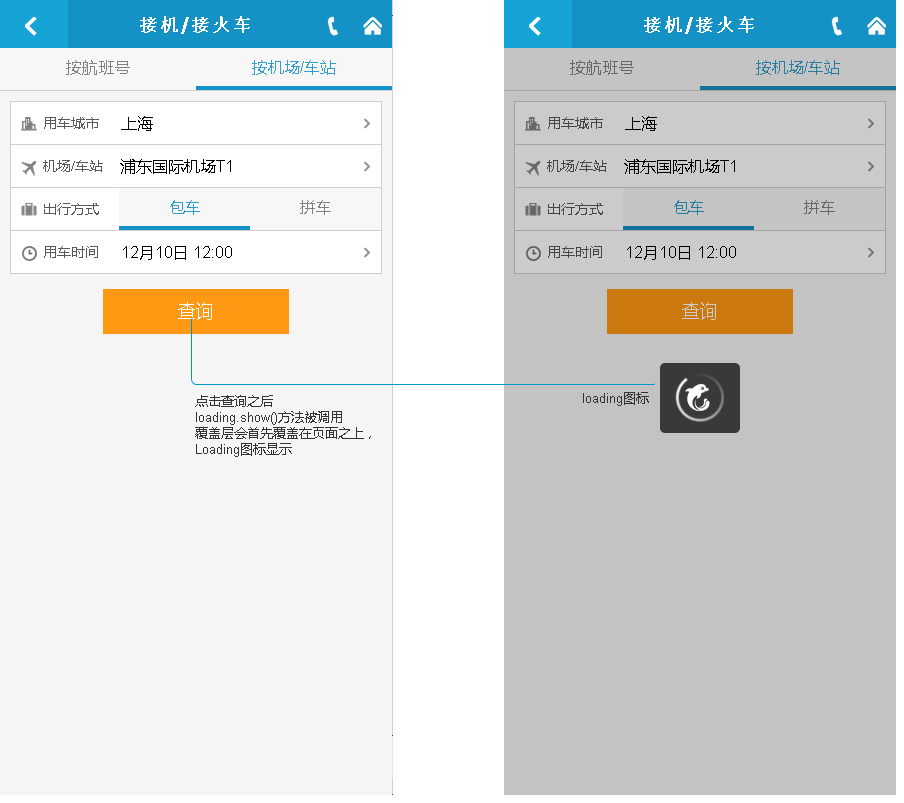 接机/接火车
按航班号 按机场/车站
用车城市 上海
机场/车站 浦东国际机场T1
出行方式 包车 拼车
用车时间 12月10日 12:00
查询
点击查询之后
loading.show()方法被调用
覆盖层会首先覆盖在页面之上，
Loading图标显示
接机/接火车
按航班号 按机场/车站
用车城市 上海
机场/车站 浦东国际机场T1
出行方式 包车 拼车
用车时间 12月10日 12:00
查询
loading图标